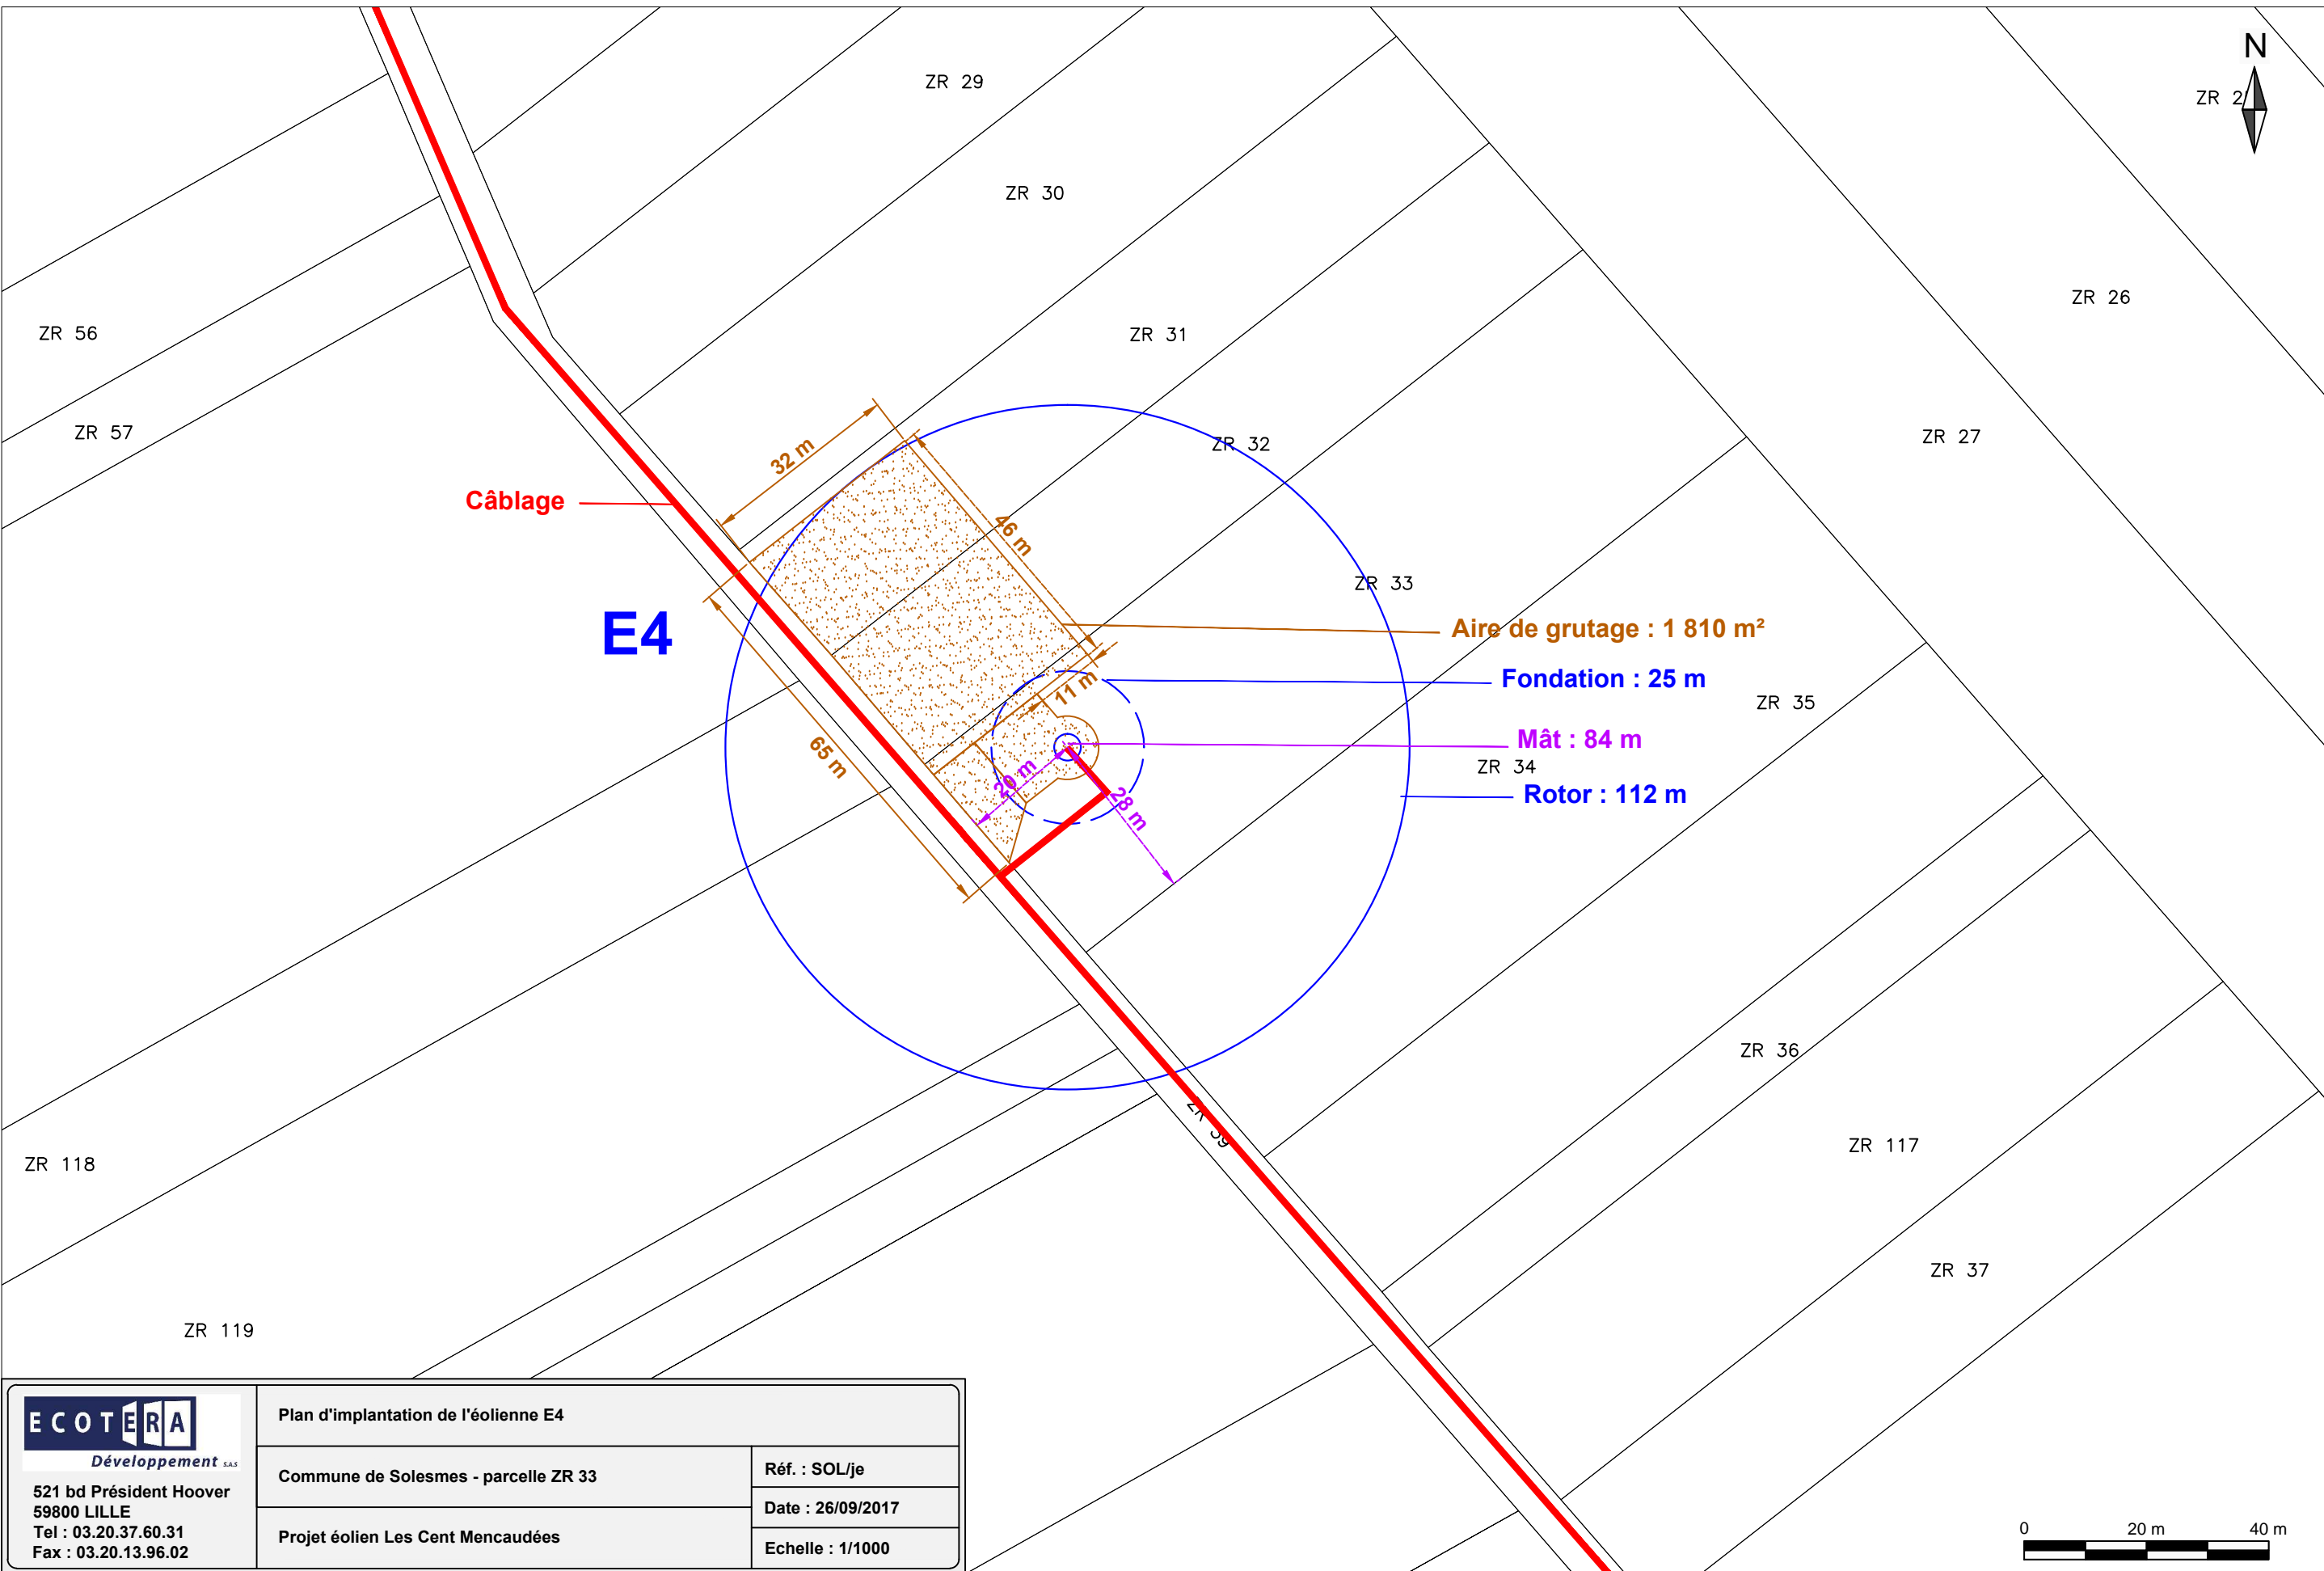 N
ZR 29
ZR 2
ZR 30
ZR 26
ZR 56
ZR 31
ZR 57
ZR 32
ZR 27
32 m
Câblage
46 m
ZR 33
E4
Aire de grutage : 1 810 m²
Fondation : 25 m
11 m
ZR 35
65 m
Mât : 84 m
ZR 34
20 m
28 m
Rotor : 112 m
ZR 36
ZR 39
ZR 117
ZR 118
ZR 37
ZR 119
ECOTERA
Développement S.A.S
521 bd Président Hoover
59800 LILLE
Tel : 03.20.37.60.31
Fax : 03.20.13.96.02
Plan d'implantation de l'éolienne E4
Commune de Solesmes - parcelle ZR 33
Projet éolien Les Cent Mencaudées
Réf. : SOL/je
Date : 26/09/2017
Echelle : 1/1000
0 20 m 40 m